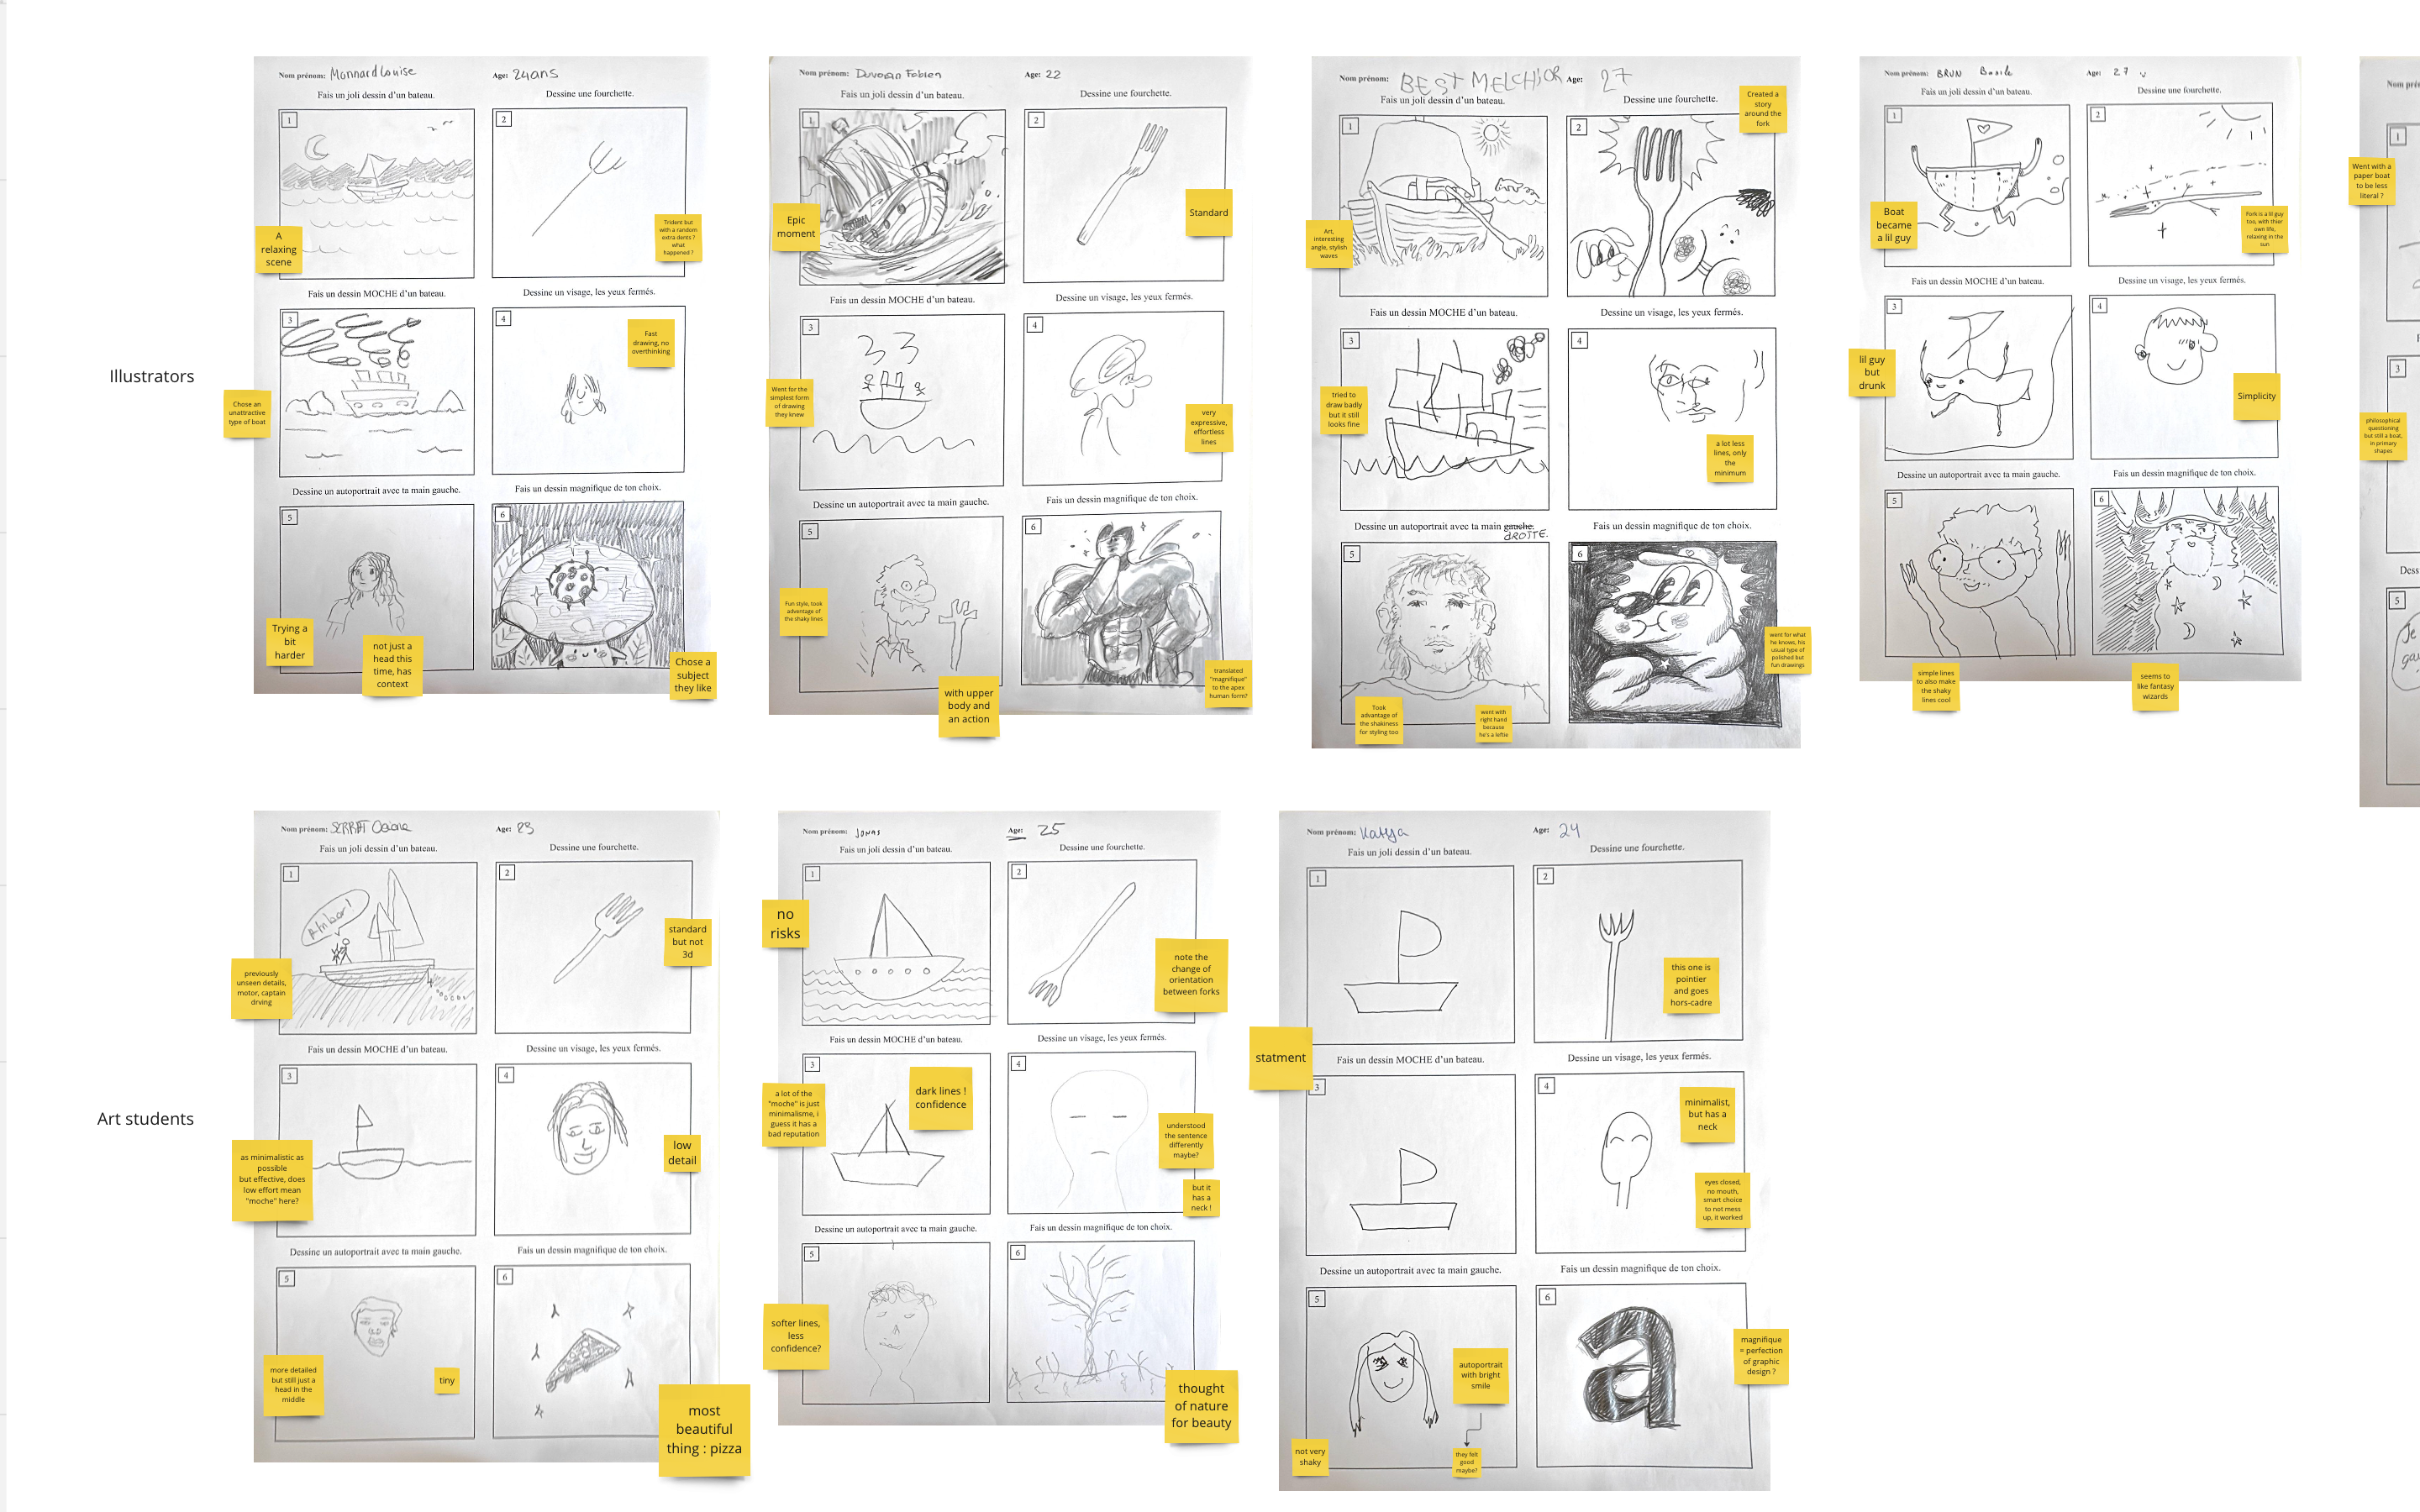 Illustrators
Nom prénom: Monnard Louise
Age: 24ans
Fais un joli dessin d'un bateau.
Dessine une fourchette.
1
2
A
relaxing
scene
Trident but
with a random
extra dents ?
what
happened ?
Fais un dessin MOCHE d'un bateau.
Dessine un visage, les yeux fermés.
3
4
Fast
drawing, no
overthinking
Chose an
unattractive
type of boat
Dessine un autoportrait avec ta main gauche.
Fais un dessin magnifique de ton choix.
5
6
Trying a
bit
harder
not just a
head this
time, has
context
Chose a
subject
they like
Nom prénom: Fabien
Age: 22
Fais un joli dessin d'un bateau.
Dessine une fourchette.
1
2
Epic
moment
Standard
Fais un dessin MOCHE d'un bateau.
Dessine un visage, les yeux fermés.
3
4
Went for the
simplest form
of drawing
they knew
very
expressive,
effortless
lines
Dessine un autoportrait avec ta main gauche.
Fais un dessin magnifique de ton choix.
5
6
Fun style, took
advantage of
the shaky lines
with upper
body and
an action
translated
"magnifique"
to the apex
human form?
Nom prénom: BEST MELCHIOR
Age: 27
Fais un joli dessin d'un bateau.
Dessine une fourchette.
1
2
Created a
story
around the
fork
Art,
interesting
angle, stylish
waves
Fais un dessin MOCHE d'un bateau.
Dessine un visage, les yeux fermés.
3
4
tried to
draw badly
but it still
looks fine
a lot less
lines, only
the
minimum
Dessine un autoportrait avec ta main gauche.
DROITE.
Fais un dessin magnifique de ton choix.
5
6
went for what
he knows, his
usual type of
polished but
fun drawings
Took
advantage of
the shakiness
for styling too
went with
right hand
because
he's a leftie
Nom prénom: BRUN Basile
Age: 27
Fais un joli dessin d'un bateau.
Dessine une fourchette.
1
2
Boat
became
a lil guy
Fork is a lil guy
too, with thier
own life,
relaxing in the
sun
Fais un dessin MOCHE d'un bateau.
Dessine un visage, les yeux fermés.
3
4
lil guy
but
drunk
Simplicity
Dessine un autoportrait avec ta main gauche.
Fais un dessin magnifique de ton choix.
5
6
simple lines
to also make
the shaky
lines cool
seems to
like fantasy
wizards
Nom
1
Went with a
paper boat
to be less
literal ?
3
philosophical
questioning
but still a boat,
in primary
shapes
Dess
5
Je
Art students
Nom prénom: SERRAT
Age: 23
Fais un joli dessin d'un bateau.
Dessine une fourchette.
1
2
previously
unseen details,
motor, captain
drving
standard
but not
3d
Fais un dessin MOCHE d'un bateau.
Dessine un visage, les yeux fermés.
3
4
as minimalistic as
possible
but effective, does
low effort mean
"moche" here?
low
detail
Dessine un autoportrait avec ta main gauche.
Fais un dessin magnifique de ton choix.
5
6
more detailed
but still just a
head in the
middle
tiny
most
beautiful
thing : pizza
Nom prénom: JONAS
Age: 25
Fais un joli dessin d'un bateau.
Dessine une fourchette.
1
2
no
risks
note the
change of
orientation
between forks
Fais un dessin MOCHE d'un bateau.
Dessine un visage, les yeux fermés.
3
4
a lot of the
"moche" is just
minimalisme, i
guess it has a
bad reputation
dark lines !
confidence
understood
the sentence
differently
maybe?
but it
has a
neck !
Dessine un autoportrait avec ta main gauche.
Fais un dessin magnifique de ton choix.
5
6
softer lines,
less
confidence?
thought
of nature
for beauty
Nom prénom: Katya
Age: 24
Fais un joli dessin d'un bateau.
Dessine une fourchette.
1
2
this one is
pointier
and goes
hors-cadre
statment
Fais un dessin MOCHE d'un bateau.
Dessine un visage, les yeux fermés.
3
4
minimalist,
but has a
neck
eyes closed,
no mouth,
smart choice
to not mess
up, it worked
Dessine un autoportrait avec ta main gauche.
Fais un dessin magnifique de ton choix.
5
6
a
autoportrait
with bright
smile
magnifique
= perfection
of graphic
design ?
not very
shaky
they felt
good
maybe?